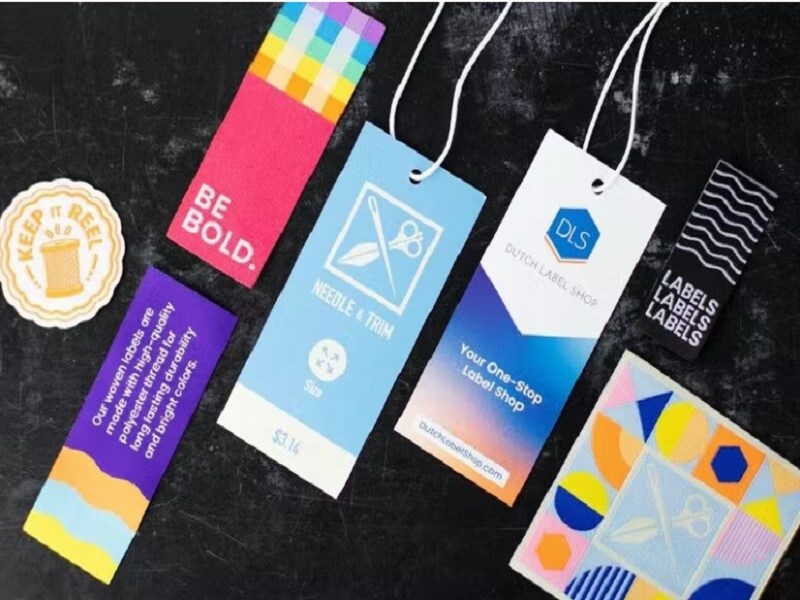 KEEP IT REEL
BE
BOLD.
Our woven labels are
made with high-quality
polyester thread for
long lasting durability
and bright colors.
NEEDLE & TRIM
Size
$3.14
DLS
DUTCH LABEL SHOP
Your One-Stop
Label Shop
DutchLabelShop.com
LABELS
LABELS
LABELS